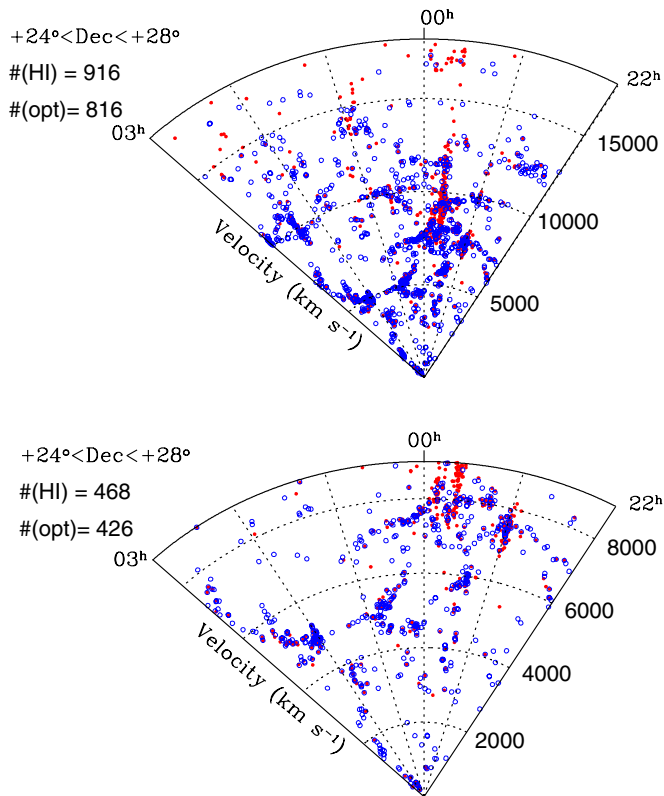 00ʰ
+24°<Dec<+28°
#(HI) = 916
#(opt)= 816
03ʰ
22ʰ
15000
10000
5000
Velocity (km s⁻¹)
00ʰ
+24°<Dec<+28°
#(HI) = 468
#(opt)= 426
03ʰ
22ʰ
8000
6000
4000
2000
Velocity (km s⁻¹)